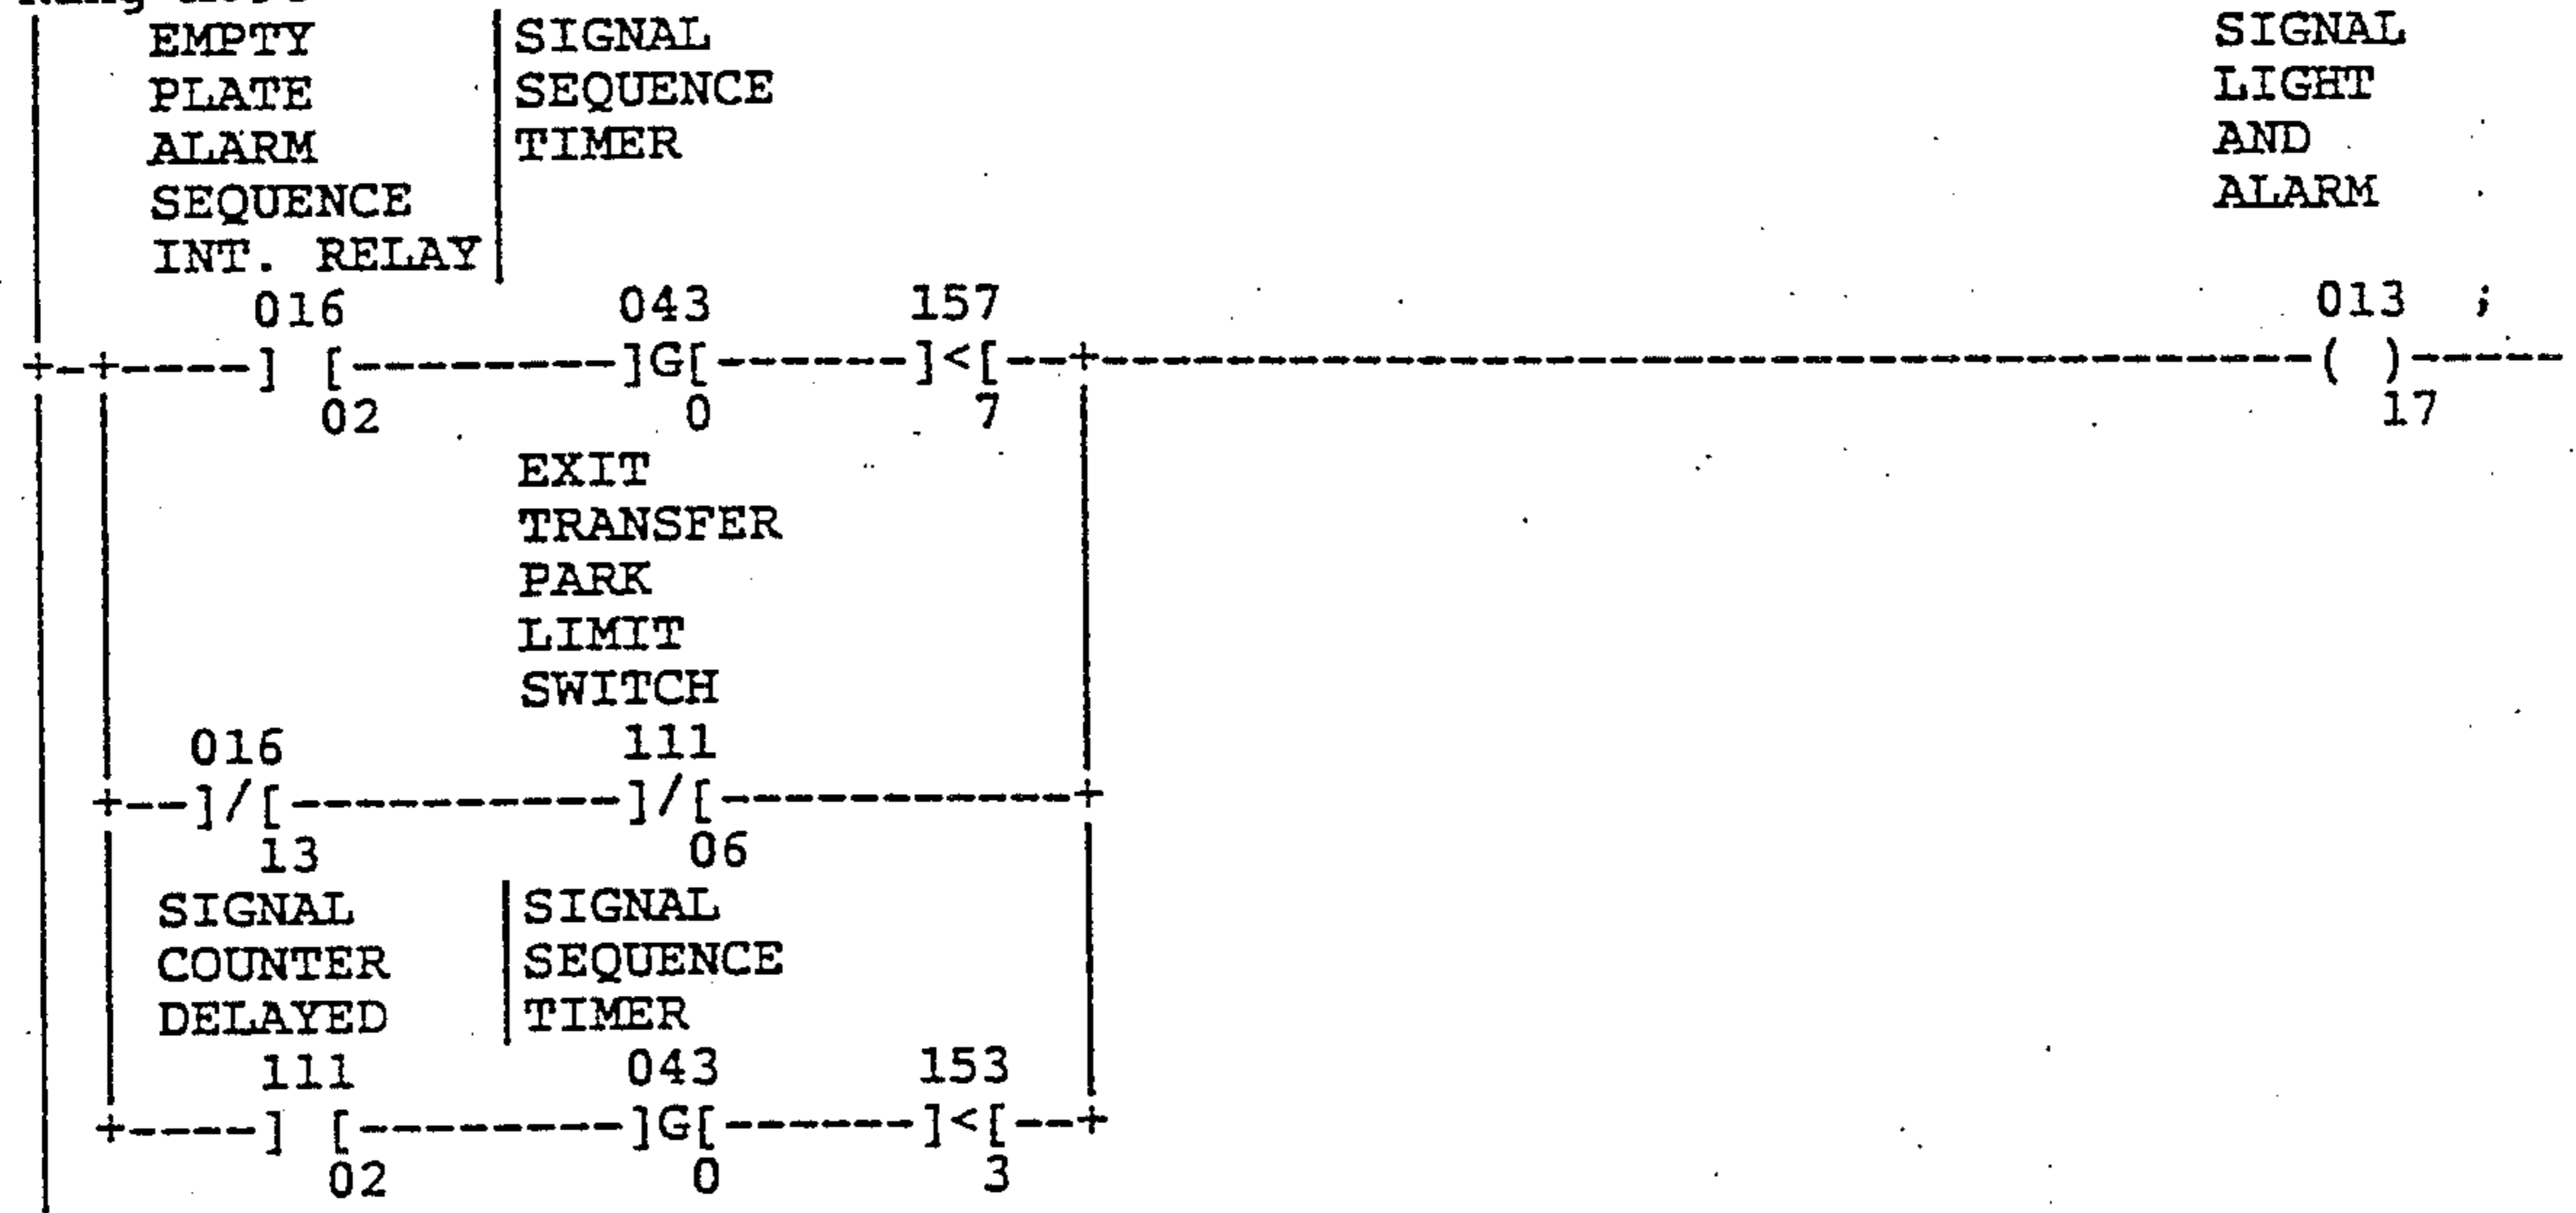 EMPTY SIGNAL SIGNAL
PLATE SEQUENCE LIGHT
ALARM TIMER AND
SEQUENCE ALARM
INT. RELAY
016 043 157 013 ;
] [ ]G[ ]<[ ( )
02 0 7 17
EXIT
TRANSFER
PARK
LIMIT
SWITCH
016 111
]/[ ]/[
13 06
SIGNAL SIGNAL
COUNTER SEQUENCE
DELAYED TIMER
111 043 153
] [ ]G[ ]<[
02 0 3